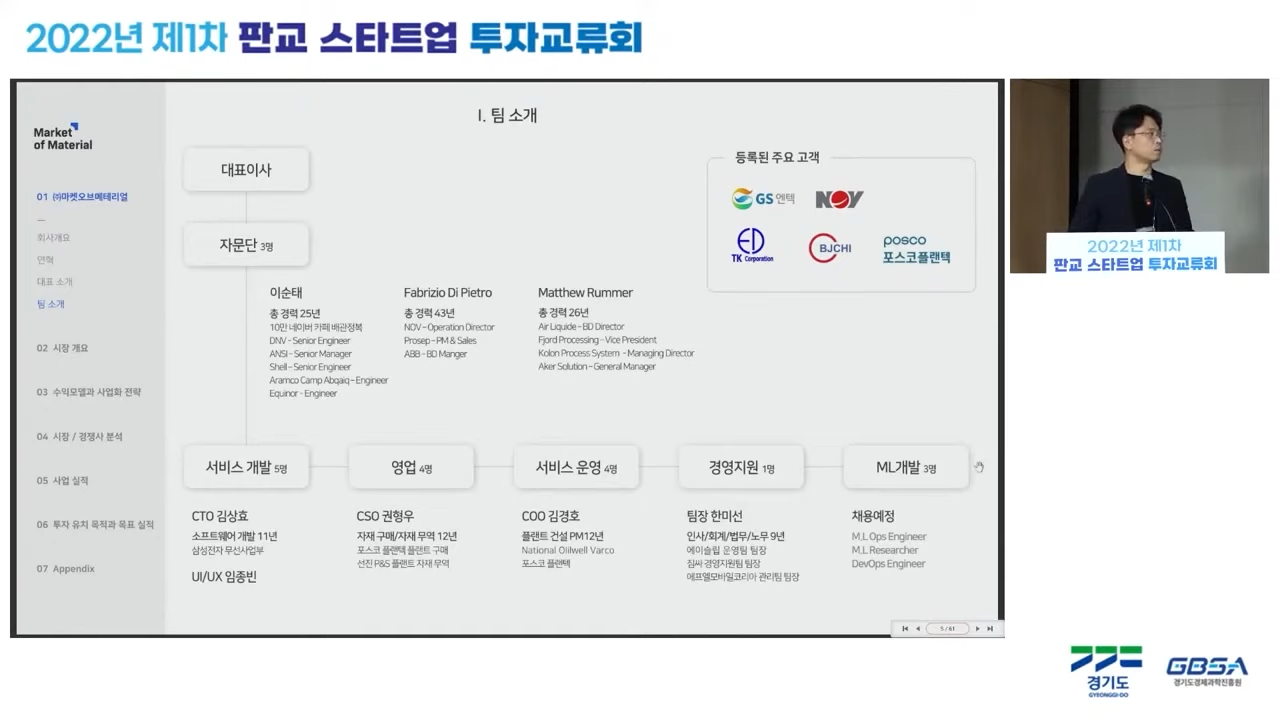 2022년 제1차 판교 스타트업 투자교류회
Market
of Material
01 ㈜마켓오브메테리얼
회사개요
연혁
대표 소개
팀 소개
02 시장 개요
03 수익모델과 사업화 전략
04 시장 / 경쟁사 분석
05 사업 실적
06 투자 유치 목적과 목표 실적
07 Appendix
I. 팀 소개
대표이사
자문단 3명
등록된 주요 고객
GS 엔텍
NOV
TK Corporation
BJCHI
posco
포스코플랜텍
이순태
총 경력 25년
10만 네이버 카페 배관정복
DNV – Senior Engineer
ANSI – Senior Manager
Shell – Senior Engineer
Aramco Camp Abqaiq – Engineer
Equinor - Engineer
Fabrizio Di Pietro
총 경력 43년
NOV – Operation Director
Prosep – PM & Sales
ABB – BD Manger
Matthew Rummer
총 경력 26년
Air Liquide – BD Director
Fjord Processing – Vice President
Kolon Process System – Managing Director
Aker Solution – General Manager
서비스 개발 5명
영업 4명
서비스 운영 4명
경영지원 1명
ML개발 3명
CTO 김상효
소프트웨어 개발 11년
삼성전자 무선사업부
UI/UX 임종빈
CSO 권형우
자재 구매/자재 무역 12년
포스코 플랜텍 플랜트 구매
선진 P&S 플랜트 자재 무역
COO 김경호
플랜트 건설 PM12년
National Olilwell Varco
포스코 플랜텍
팀장 한미선
인사/회계/법무/노무 9년
에이슬립 운영팀 팀장
짐싸 경영지원팀 팀장
에프엘모바일코리아 관리팀 팀장
채용예정
M.L Ops Engineer
M.L Researcher
DevOps Engineer
5 / 61
2022년 제1차
판교 스타트업 투자교류회
경기도
GYEONGGI-DO
GBSA
경기도경제과학진흥원